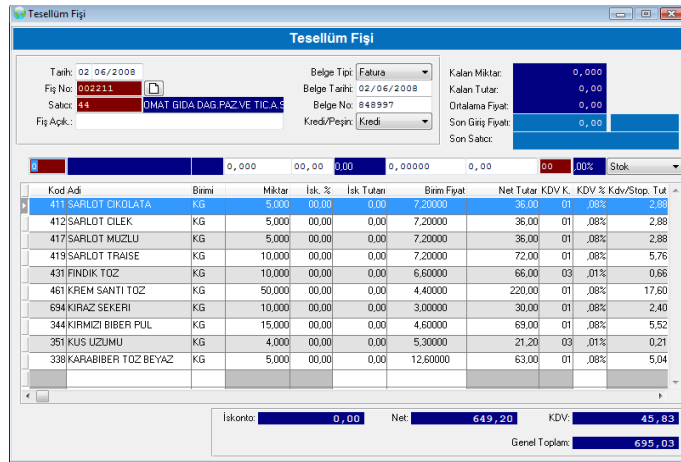 Tesellüm Fişi
Tesellüm Fişi
Tarih: 02/06/2008 Belge Tipi: Fatura Kalan Miktar: 0,000
Fiş No: 002211 Belge Tarihi: 02/06/2008 Kalan Tutar: 0,00
Satıcı: 44 OMAT GIDA DAG.PAZ.VE TIC.A.S Belge No: 848997 Ortalama Fiyat: 0,00
Fiş Açık.: Kredi/Peşin: Kredi Son Giriş Fiyatı: 0,00
Son Satıcı:
0 0,000 00,00 0,00 0,00000 0,00 00 ,00% Stok
Kod Adi Birimi Miktar İsk. % İsk Tutarı Birim Fiyat Net Tutar KDV K. KDV % Kdv/Stop. Tut
411 SARLOT CIKOLATA KG 5,000 00,00 0,00 7,20000 36,00 01 ,08% 2,88
412 SARLOT CILEK KG 5,000 00,00 0,00 7,20000 36,00 01 ,08% 2,88
417 SARLOT MUZLU KG 5,000 00,00 0,00 7,20000 36,00 01 ,08% 2,88
419 SARLOT TRAISE KG 10,000 00,00 0,00 7,20000 72,00 01 ,08% 5,76
431 FINDIK TOZ KG 10,000 00,00 0,00 6,60000 66,00 03 ,01% 0,66
461 KREM SANTI TOZ KG 50,000 00,00 0,00 4,40000 220,00 01 ,08% 17,60
694 KIRAZ SEKERI KG 10,000 00,00 0,00 3,00000 30,00 01 ,08% 2,40
344 KIRMIZI BIBER PUL KG 15,000 00,00 0,00 4,60000 69,00 01 ,08% 5,52
351 KUS UZUMU KG 4,000 00,00 0,00 5,30000 21,20 03 ,01% 0,21
338 KARABIBER TOZ BEYAZ KG 5,000 00,00 0,00 12,60000 63,00 01 ,08% 5,04
İskonto: 0,00 Net: 649,20 KDV: 45,83
Genel Toplam: 695,03